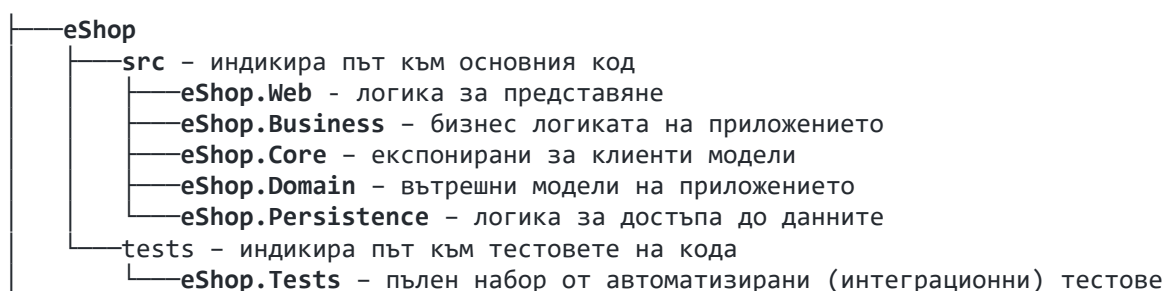 eShop
src – индикира път към основния код
eShop.Web - логика за представяне
eShop.Business – бизнес логиката на приложението
eShop.Core – експонирани за клиенти модели
eShop.Domain – вътрешни модели на приложението
eShop.Persistence – логика за достъпа до данните
tests – индикира път към тестовете на кода
eShop.Tests – пълен набор от автоматизирани (интеграционни) тестове